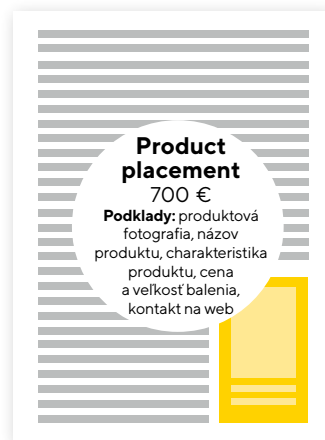 Product
placement
700 €
Podklady: produktová
fotografia, názov
produktu, charakteristika
produktu, cena
a veľkosť balenia,
kontakt na web